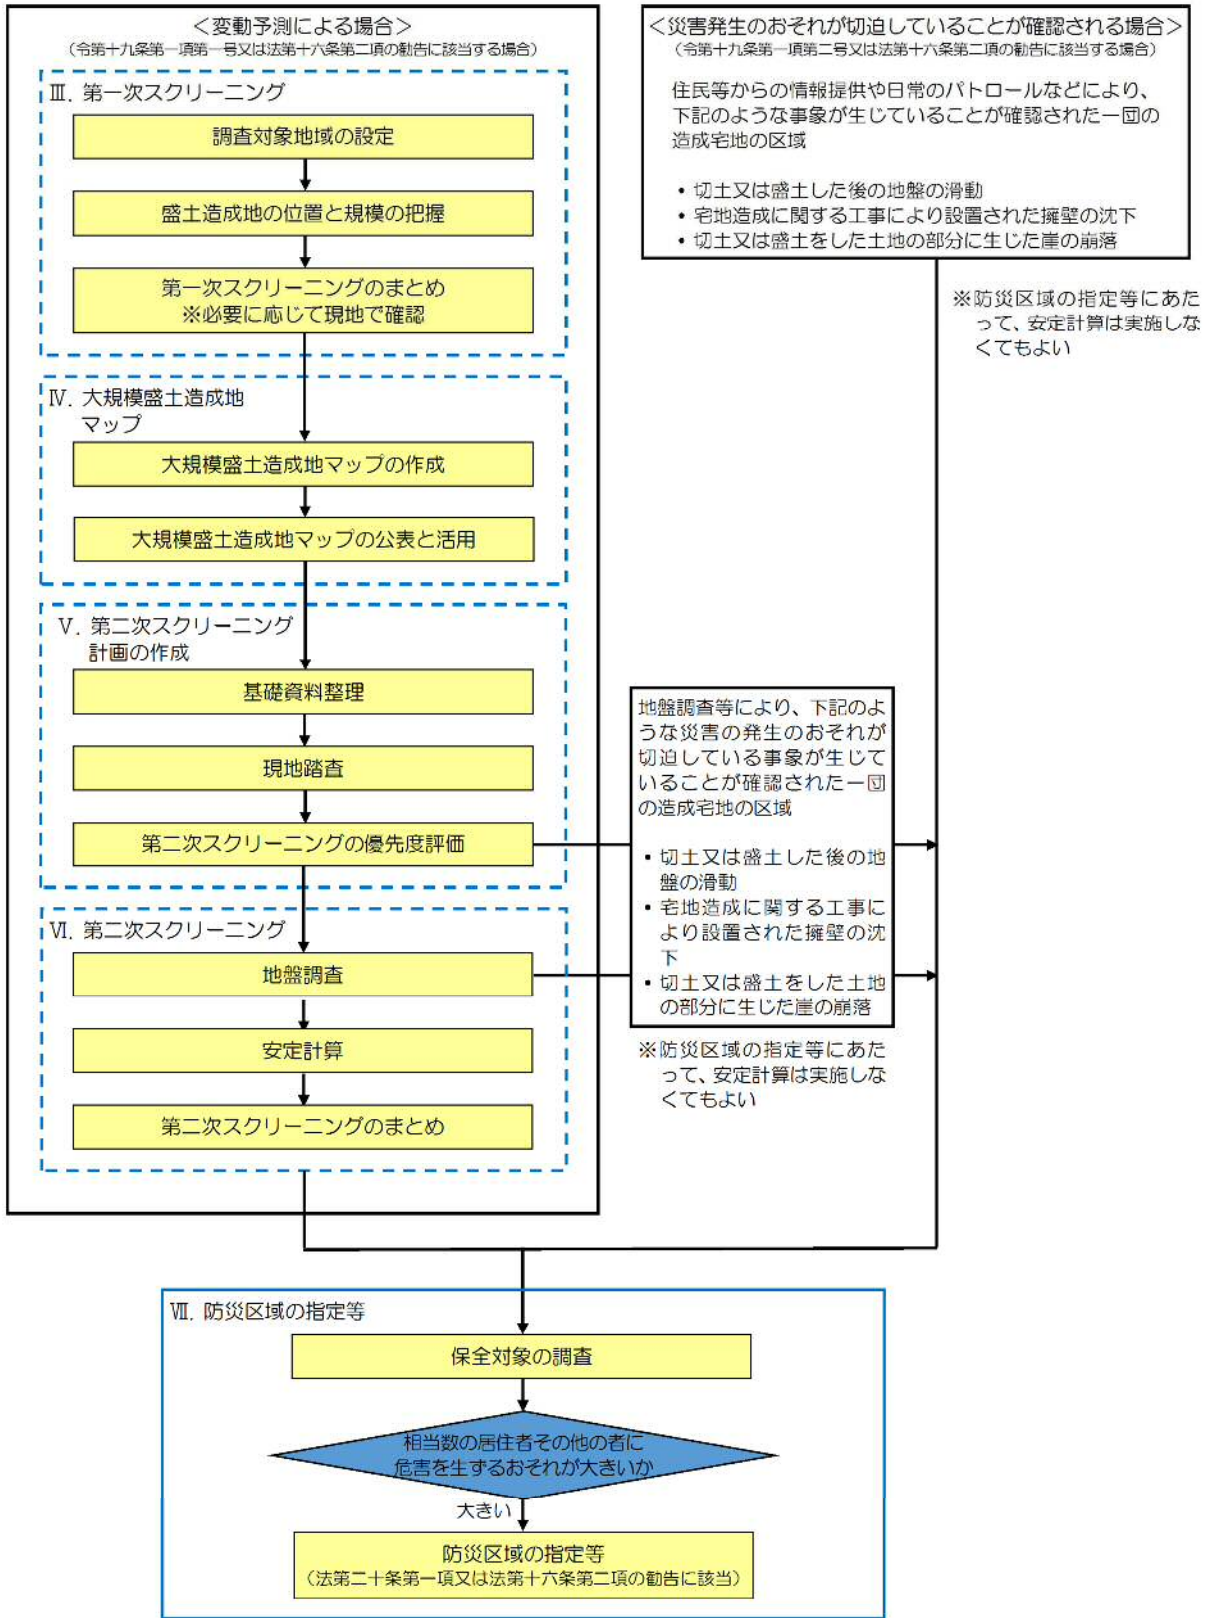 ＜変動予測による場合＞
（令第十九条第一項第一号又は法第十六条第二項の勧告に該当する場合）
Ⅲ．第一次スクリーニング
調査対象地域の設定
盛土造成地の位置と規模の把握
第一次スクリーニングのまとめ
※必要に応じて現地で確認
Ⅳ．大規模盛土造成地
マップ
大規模盛土造成地マップの作成
大規模盛土造成地マップの公表と活用
Ⅴ．第二次スクリーニング
計画の作成
基礎資料整理
現地踏査
第二次スクリーニングの優先度評価
Ⅵ．第二次スクリーニング
地盤調査
安定計算
第二次スクリーニングのまとめ
＜災害発生のおそれが切迫していることが確認される場合＞
（令第十九条第一項第二号又は法第十六条第二項の勧告に該当する場合）
住民等からの情報提供や日常のパトロールなどにより、
下記のような事象が生じていることが確認された一団の
造成宅地の区域
• 切土又は盛土した後の地盤の滑動
• 宅地造成に関する工事により設置された擁壁の沈下
• 切土又は盛土をした土地の部分に生じた崖の崩落
※防災区域の指定等にあた
って、安定計算は実施しな
くてもよい
地盤調査等により、下記のよ
うな災害の発生のおそれが
切迫している事象が生じて
いることが確認された一団
の造成宅地の区域
• 切土又は盛土した後の地
盤の滑動
• 宅地造成に関する工事に
より設置された擁壁の沈
下
• 切土又は盛土をした土地
の部分に生じた崖の崩落
※防災区域の指定等にあた
って、安定計算は実施しな
くてもよい
Ⅶ．防災区域の指定等
保全対象の調査
相当数の居住者その他の者に
危害を生ずるおそれが大きいか
大きい
防災区域の指定等
（法第二十条第一項又は法第十六条第二項の勧告に該当）